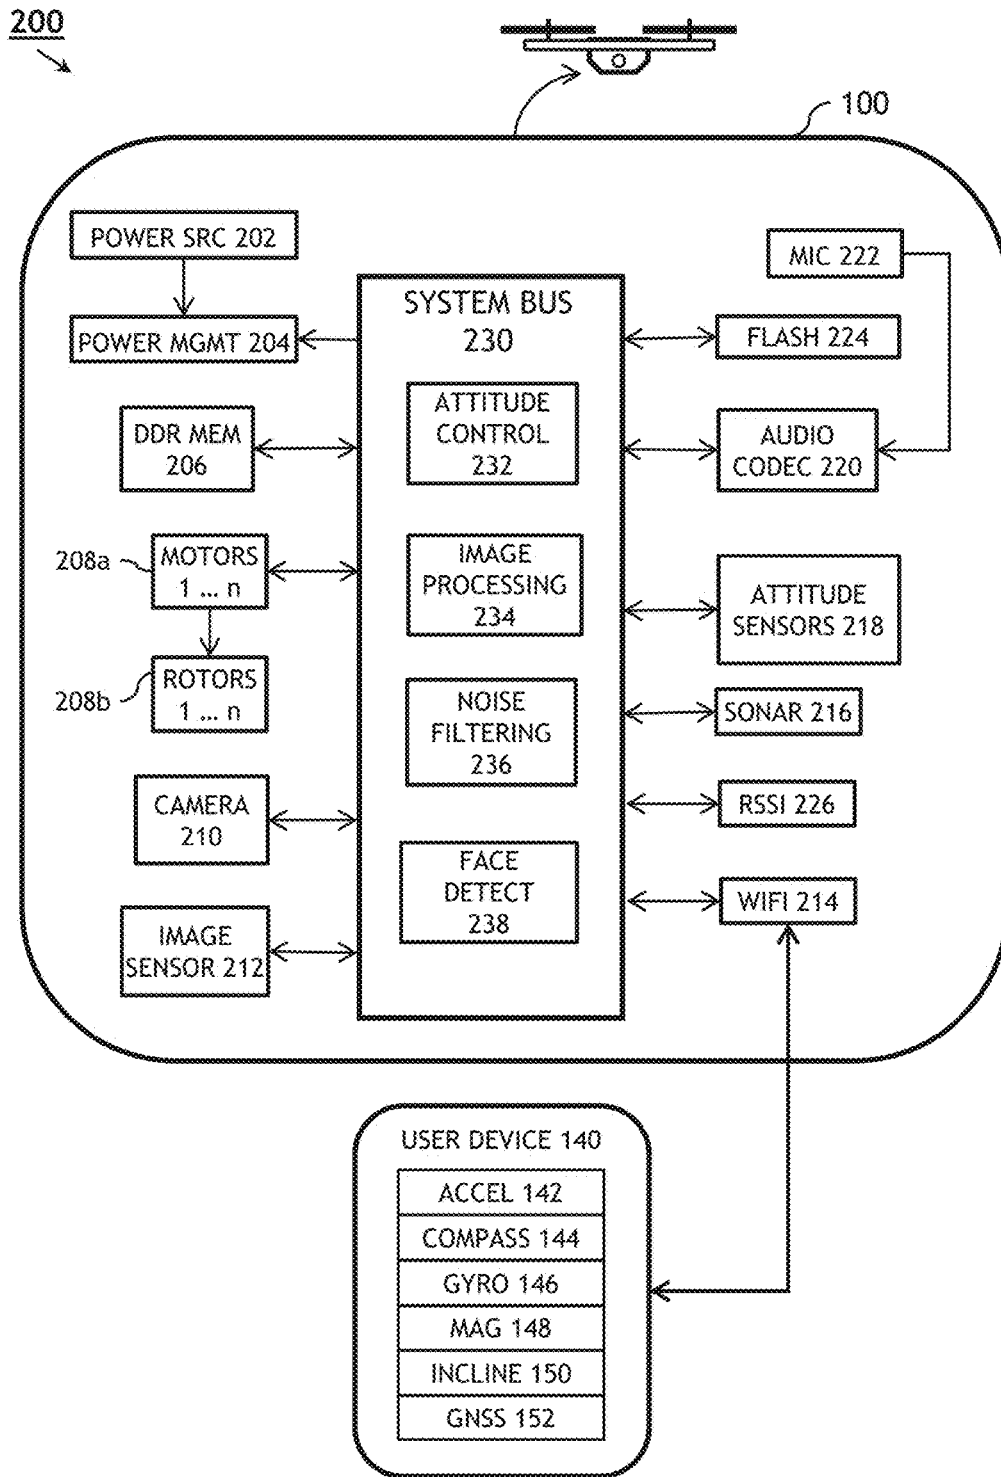 200
100
POWER SRC 202
POWER MGMT 204
DDR MEM
206
208a
MOTORS
1 ... n
208b
ROTORS
1 ... n
CAMERA
210
IMAGE
SENSOR 212
SYSTEM BUS
230
ATTITUDE
CONTROL
232
IMAGE
PROCESSING
234
NOISE
FILTERING
236
FACE
DETECT
238
MIC 222
FLASH 224
AUDIO
CODEC 220
ATTITUDE
SENSORS 218
SONAR 216
RSSI 226
WIFI 214
USER DEVICE 140
ACCEL 142
COMPASS 144
GYRO 146
MAG 148
INCLINE 150
GNSS 152